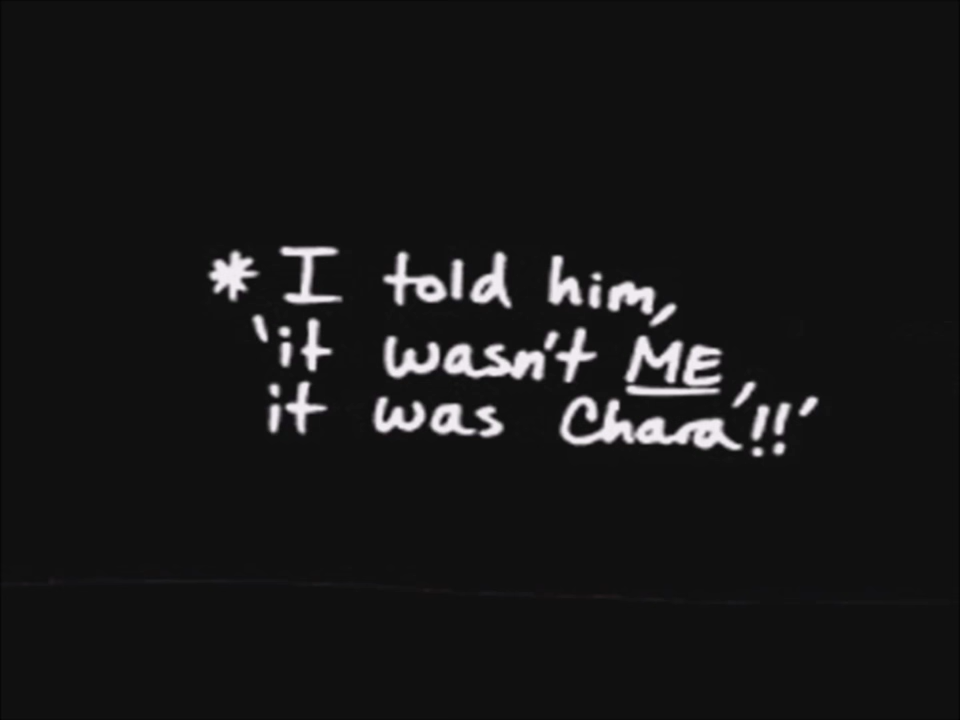 * I told him,
'it wasn't ME,
it was Chara'!!'